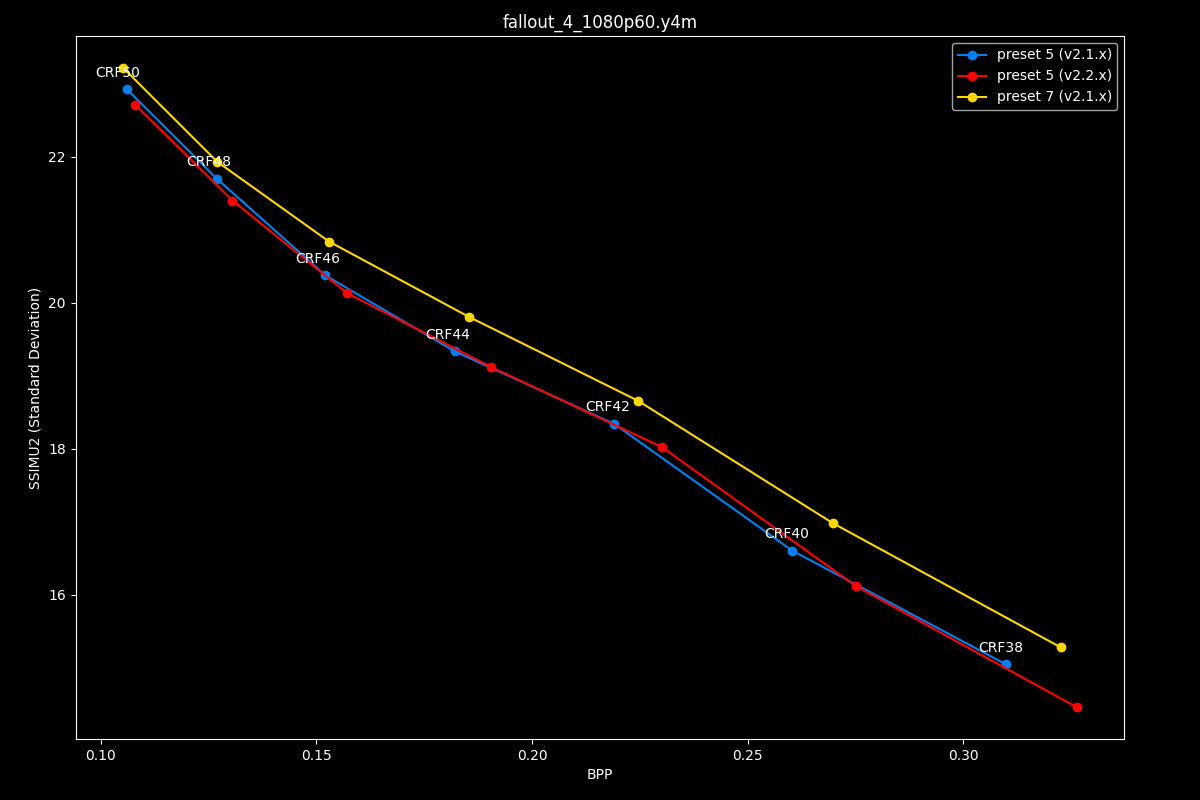 fallout_4_1080p60.y4m
preset 5 (v2.1.x)
preset 5 (v2.2.x)
preset 7 (v2.1.x)
CRF50
CRF48
CRF46
CRF44
CRF42
CRF40
CRF38
22
20
18
16
SSIMU2 (Standard Deviation)
0.10
0.15
0.20
0.25
0.30
BPP